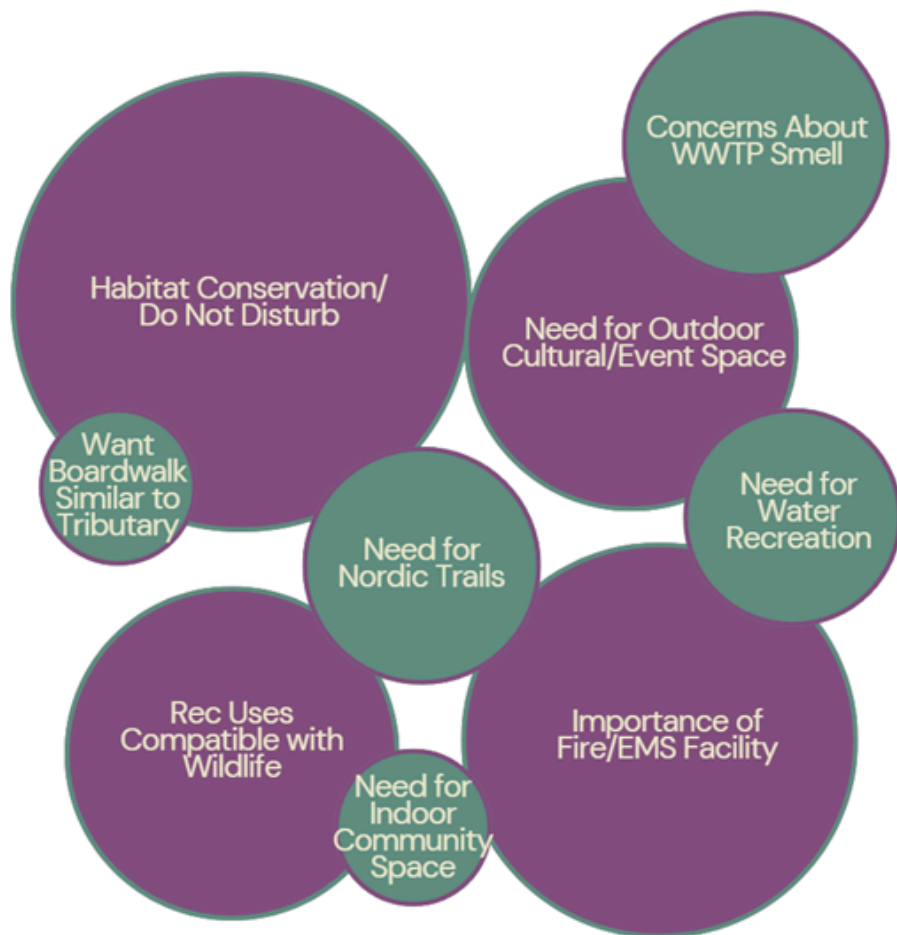 Concerns About
WWTP Smell
Habitat Conservation/
Do Not Disturb
Need for Outdoor
Cultural/Event Space
Want
Boardwalk
Similar to
Tributary
Need for
Water
Recreation
Need for
Nordic Trails
Rec Uses
Compatible with
Wildlife
Importance of
Fire/EMS Facility
Need for
Indoor
Community
Space